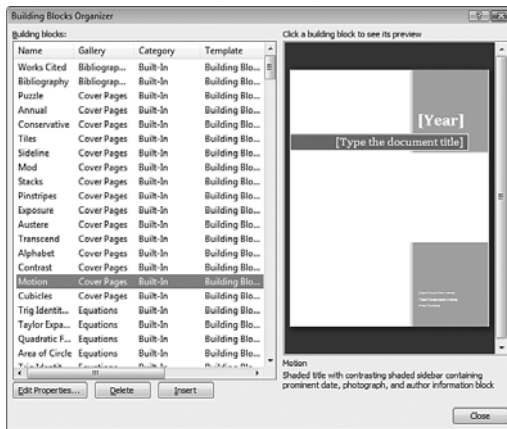 Building Blocks Organizer
Building blocks:
Click a building block to see its preview
Name Gallery Category Template
Works Cited Bibliograp... Built-In Building Blo...
Bibliography Bibliograp... Built-In Building Blo...
Puzzle Cover Pages Built-In Building Blo...
Annual Cover Pages Built-In Building Blo...
Conservative Cover Pages Built-In Building Blo...
Tiles Cover Pages Built-In Building Blo...
Sideline Cover Pages Built-In Building Blo...
Mod Cover Pages Built-In Building Blo...
Stacks Cover Pages Built-In Building Blo...
Pinstripes Cover Pages Built-In Building Blo...
Exposure Cover Pages Built-In Building Blo...
Austere Cover Pages Built-In Building Blo...
Transcend Cover Pages Built-In Building Blo...
Alphabet Cover Pages Built-In Building Blo...
Contrast Cover Pages Built-In Building Blo...
Motion Cover Pages Built-In Building Blo...
Cubicles Cover Pages Built-In Building Blo...
Trig Identit... Equations Built-In Building Blo...
Taylor Expa... Equations Built-In Building Blo...
Quadratic F... Equations Built-In Building Blo...
Area of Circle Equations Built-In Building Blo...
[Year]
[Type the document title]
Motion
Shaded title with contrasting shaded sidebar containing
prominent date, photograph, and author information block
Edit Properties... Delete Insert
Close